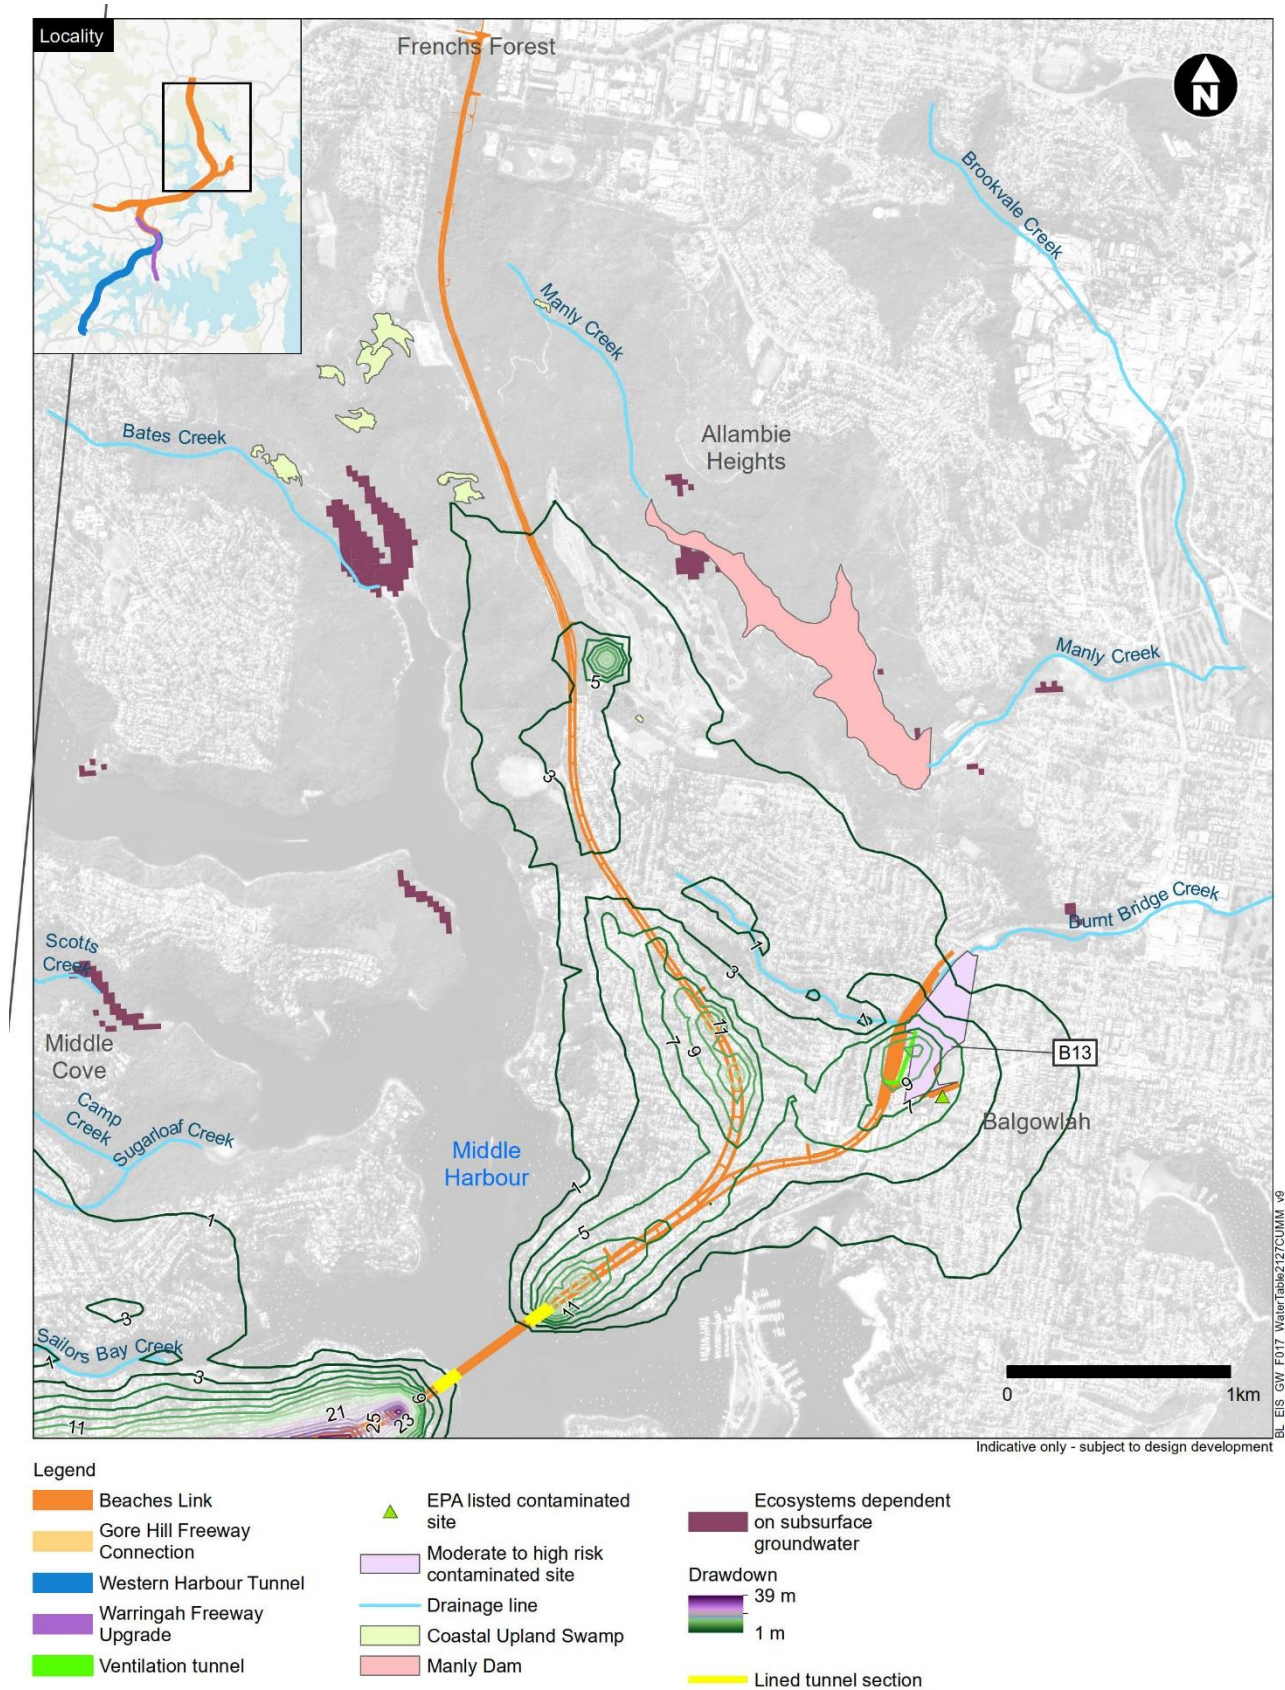 Locality
Frenchs Forest
N
Brookvale Creek
Manly Creek
Bates Creek
Allambie
Heights
Manly Creek
5
3
Burnt Bridge Creek
1
3
Scotts
Creek
Middle
Cove
7
9
11
1
B13
9
7
Balgowlah
Camp
Creek
Sugarloaf Creek
Middle
Harbour
1
1
5
3
11
Sailors Bay Creek
1
3
9
21
25
23
11
0
1km
BL_EIS_GW_F017_WaterTable2127CUMM_v9
Indicative only - subject to design development
Legend
Beaches Link
Gore Hill Freeway
Connection
Western Harbour Tunnel
Warringah Freeway
Upgrade
Ventilation tunnel
EPA listed contaminated
site
Moderate to high risk
contaminated site
Drainage line
Coastal Upland Swamp
Manly Dam
Ecosystems dependent
on subsurface
groundwater
Drawdown
39 m
1 m
Lined tunnel section